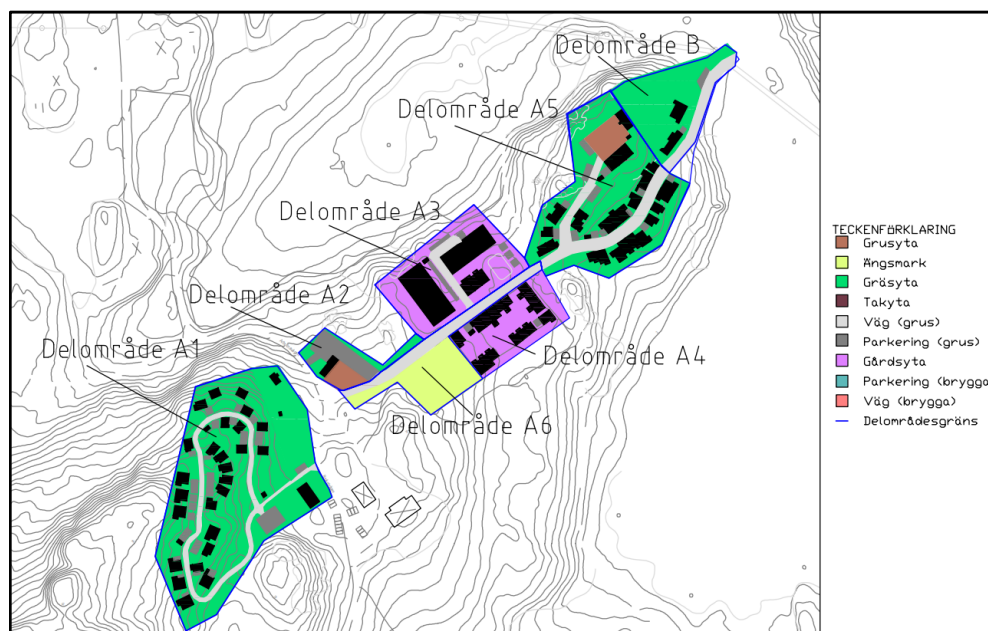 Delområde B
Delområde A5
Delområde A3
Delområde A2
Delområde A1
Delområde A4
Delområde A6
TECKENFÖRKLARING
Grusyta
Ängsmark
Gräsyta
Takyta
Väg (grus)
Parkering (grus)
Gårdsyta
Parkering (brygga
Väg (brygga)
Delområdesgräns